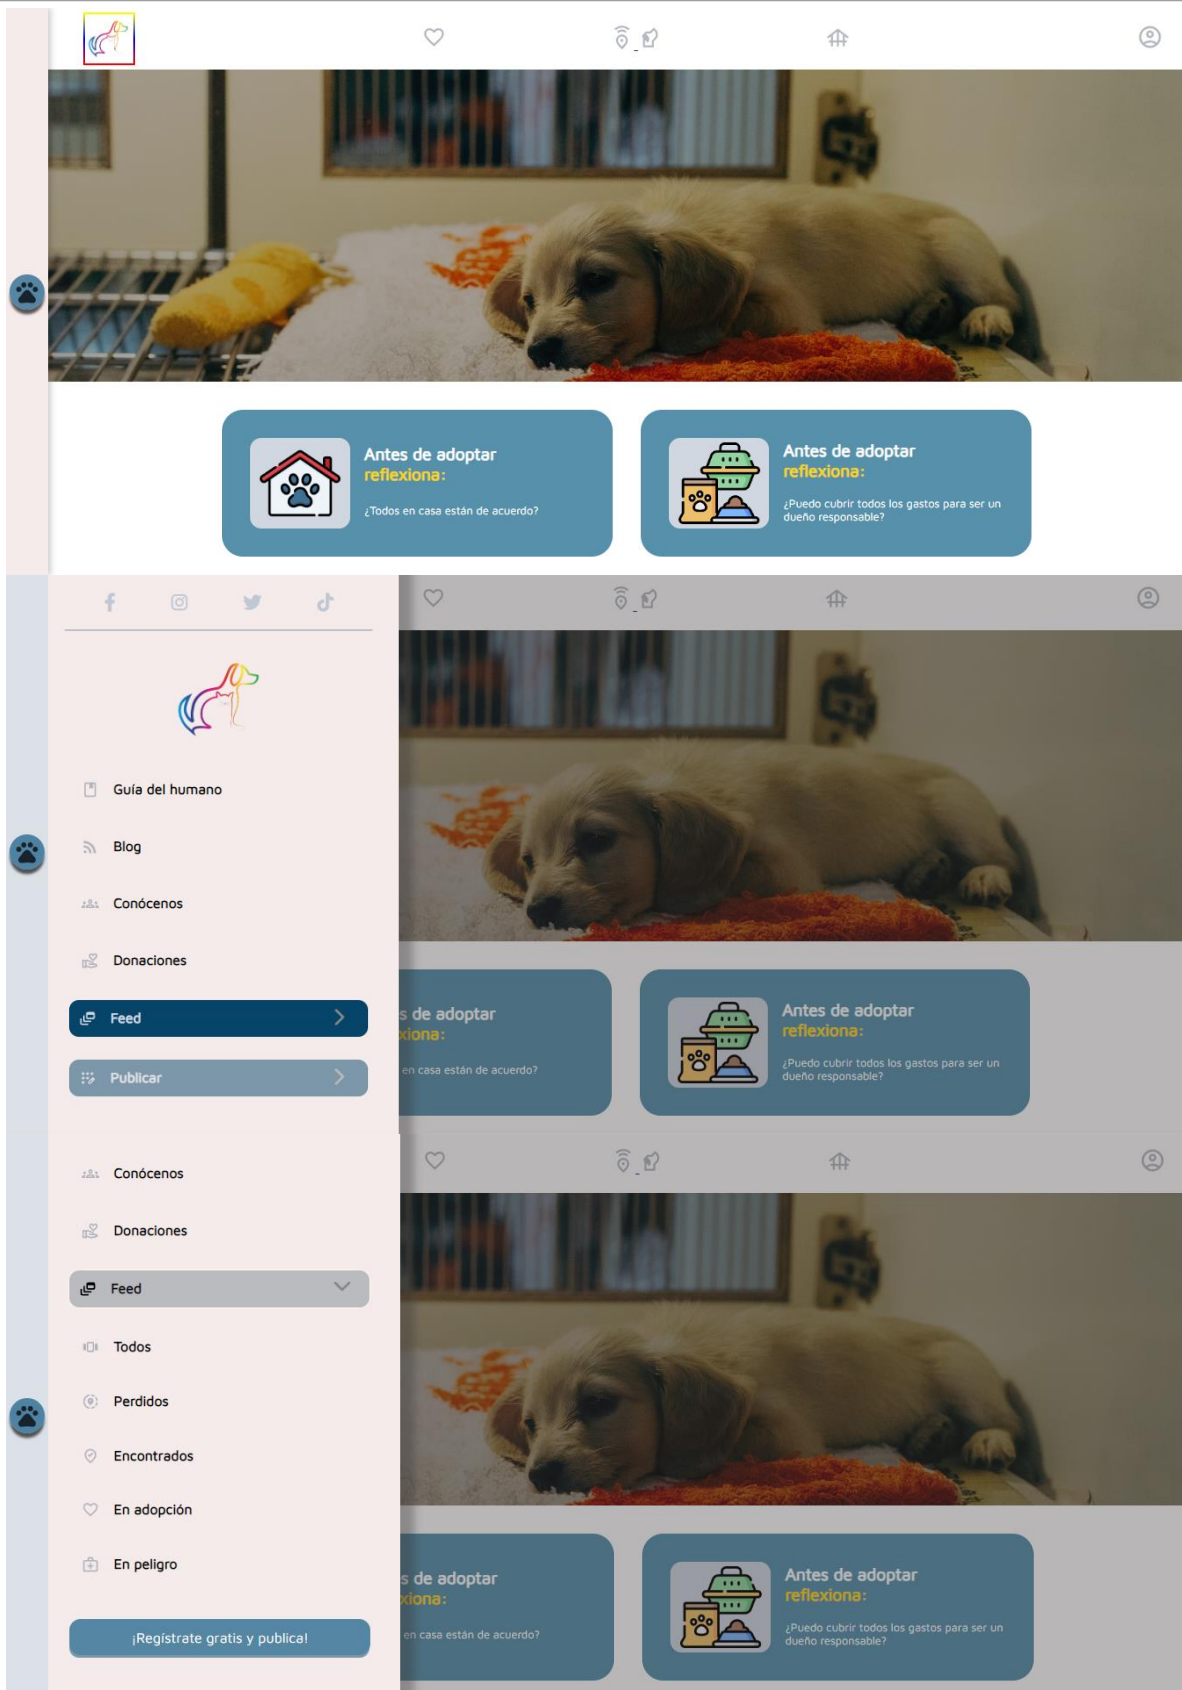 Antes de adoptar
reflexiona:
¿Todos en casa están de acuerdo?
Antes de adoptar
reflexiona:
¿Puedo cubrir todos los gastos para ser un
dueño responsable?
Guía del humano
Blog
Conócenos
Donaciones
Feed
Publicar
s de adoptar
xiona:
en casa están de acuerdo?
Antes de adoptar
reflexiona:
¿Puedo cubrir todos los gastos para ser un
dueño responsable?
Conócenos
Donaciones
Feed
Todos
Perdidos
Encontrados
En adopción
En peligro
¡Regístrate gratis y publica!
s de adoptar
xiona:
en casa están de acuerdo?
Antes de adoptar
reflexiona:
¿Puedo cubrir todos los gastos para ser un
dueño responsable?